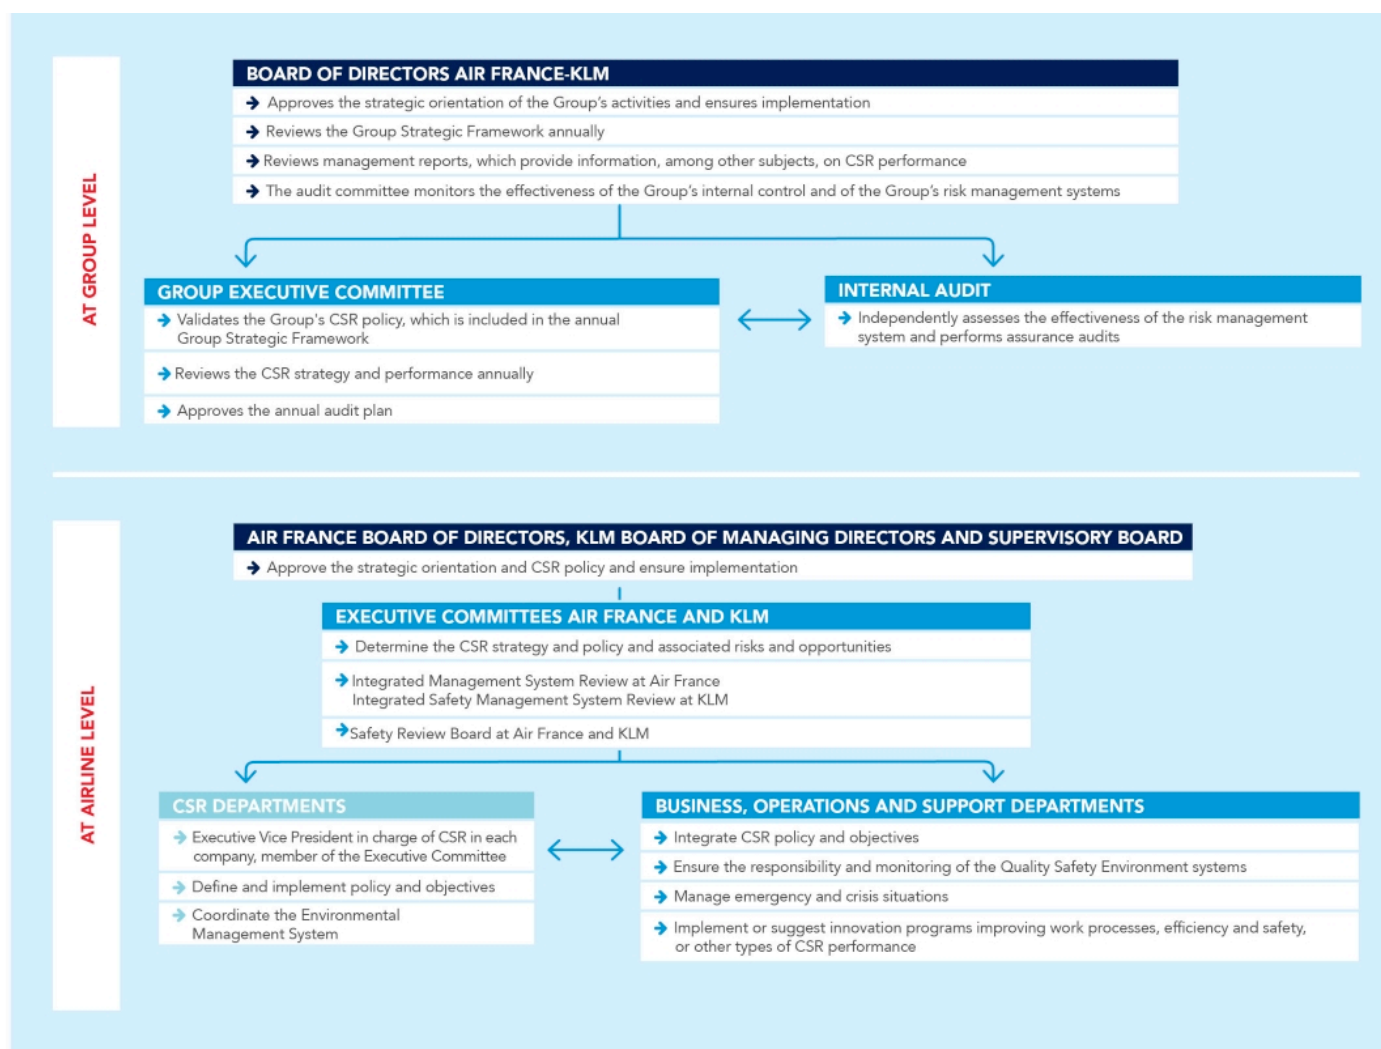 AT GROUP LEVEL
BOARD OF DIRECTORS AIR FRANCE-KLM
➔ Approves the strategic orientation of the Group's activities and ensures implementation
➔ Reviews the Group Strategic Framework annually
➔ Reviews management reports, which provide information, among other subjects, on CSR performance
➔ The audit committee monitors the effectiveness of the Group's internal control and of the Group's risk management systems
GROUP EXECUTIVE COMMITTEE
➔ Validates the Group's CSR policy, which is included in the annual
Group Strategic Framework
➔ Reviews the CSR strategy and performance annually
➔ Approves the annual audit plan
INTERNAL AUDIT
➔ Independently assesses the effectiveness of the risk management
system and performs assurance audits
AT AIRLINE LEVEL
AIR FRANCE BOARD OF DIRECTORS, KLM BOARD OF MANAGING DIRECTORS AND SUPERVISORY BOARD
➔ Approve the strategic orientation and CSR policy and ensure implementation
EXECUTIVE COMMITTEES AIR FRANCE AND KLM
➔ Determine the CSR strategy and policy and associated risks and opportunities
➔ Integrated Management System Review at Air France
Integrated Safety Management System Review at KLM
➔ Safety Review Board at Air France and KLM
CSR DEPARTMENTS
➔ Executive Vice President in charge of CSR in each
company, member of the Executive Committee
➔ Define and implement policy and objectives
➔ Coordinate the Environmental
Management System
BUSINESS, OPERATIONS AND SUPPORT DEPARTMENTS
➔ Integrate CSR policy and objectives
➔ Ensure the responsibility and monitoring of the Quality Safety Environment systems
➔ Manage emergency and crisis situations
➔ Implement or suggest innovation programs improving work processes, efficiency and safety,
or other types of CSR performance